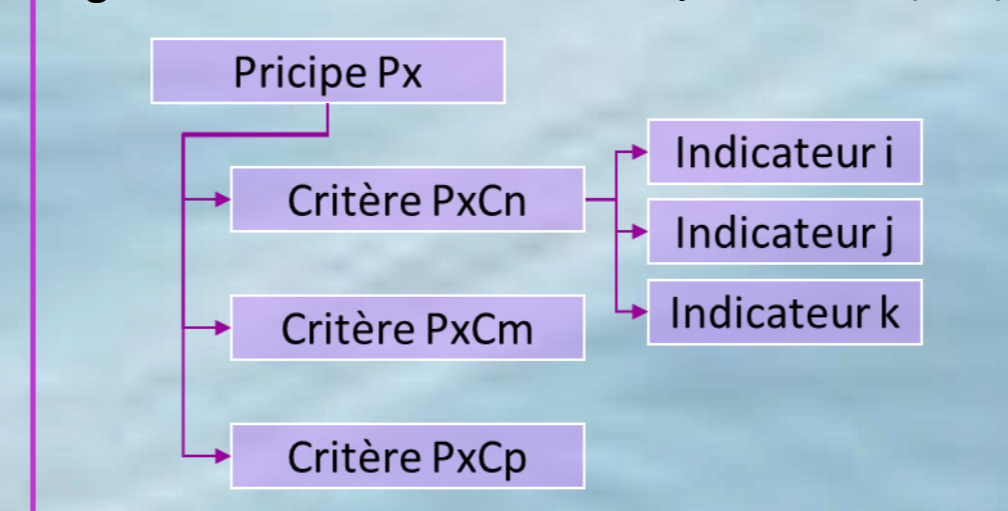 Pricipe Px
Critère PxCn
Indicateur i
Indicateur j
Indicateur k
Critère PxCm
Critère PxCp